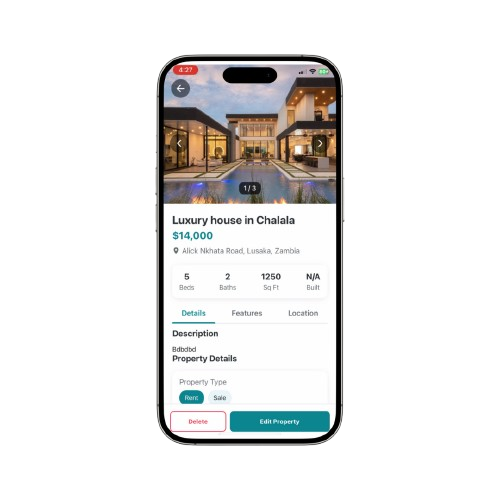 4:27
1 / 3
Luxury house in Chalala
$14,000
Alick Nkhata Road, Lusaka, Zambia
5 2 1250 N/A
Beds Baths Sq Ft Built
Details Features Location
Description
Bdbdbd
Property Details
Property Type
Rent Sale
Delete Edit Property